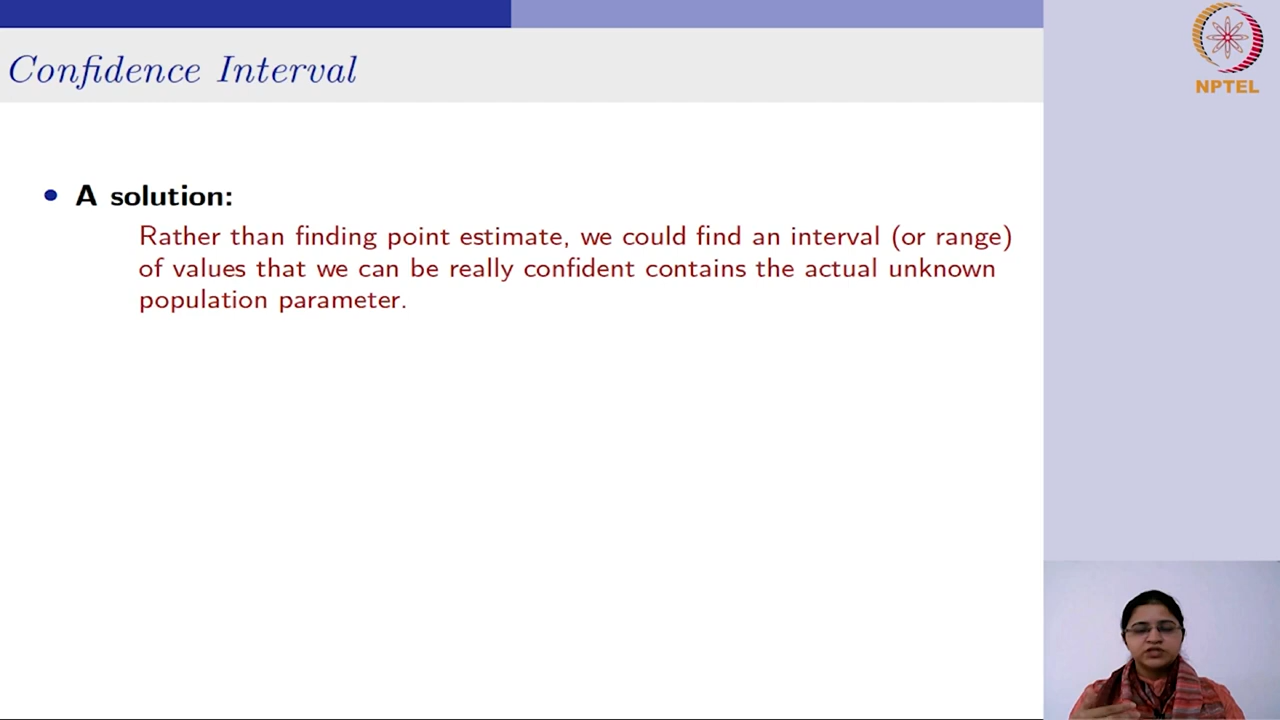 Confidence Interval
NPTEL
• A solution:
Rather than finding point estimate, we could find an interval (or range)
of values that we can be really confident contains the actual unknown
population parameter.